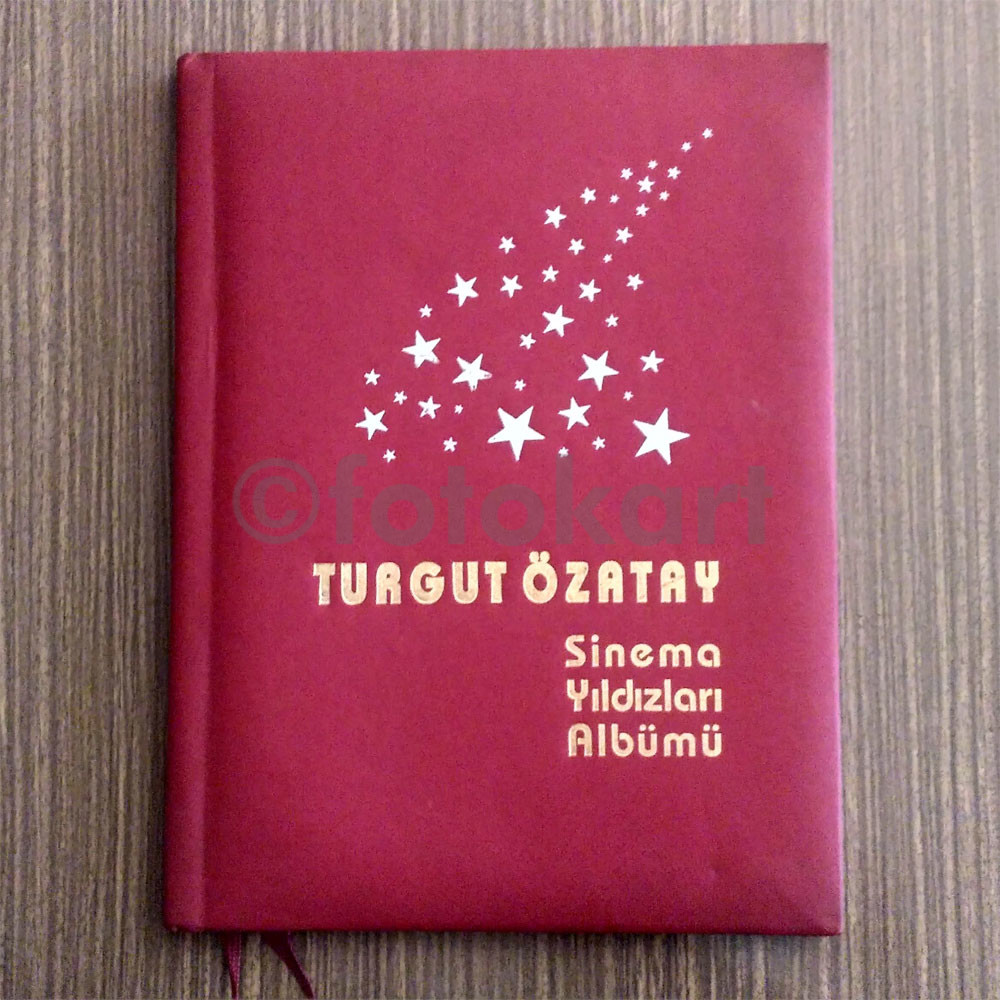 ©fotokart
TURGUT ÖZATAY
Sinema
Yıldızları
Albümü